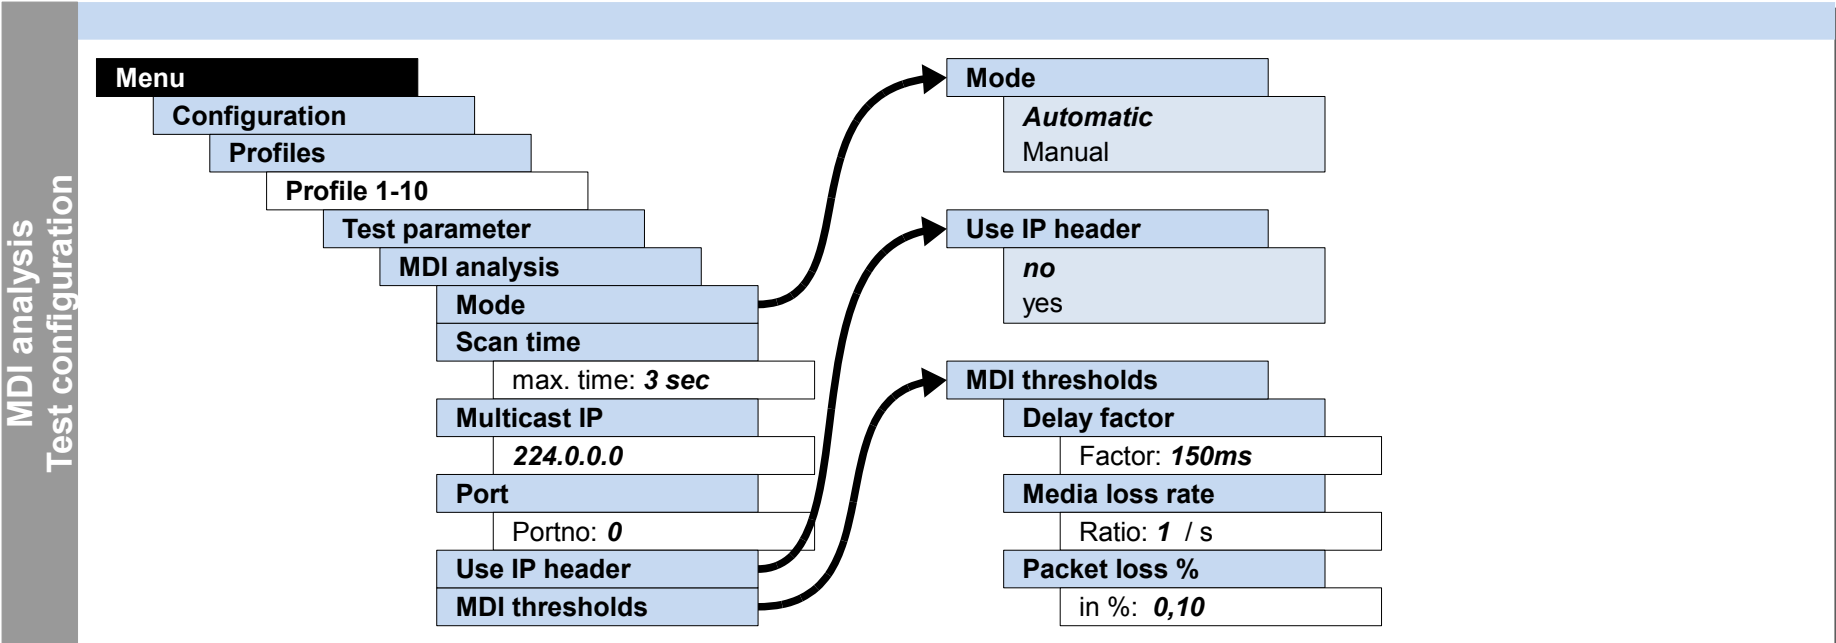 MDI analysis
Test configuration
Menu
Configuration
Profiles
Profile 1-10
Test parameter
MDI analysis
Mode
Scan time
max. time: 3 sec
Multicast IP
224.0.0.0
Port
Portno: 0
Use IP header
MDI thresholds
Mode
Automatic
Manual
Use IP header
no
yes
MDI thresholds
Delay factor
Factor: 150ms
Media loss rate
Ratio: 1 / s
Packet loss %
in %: 0,10